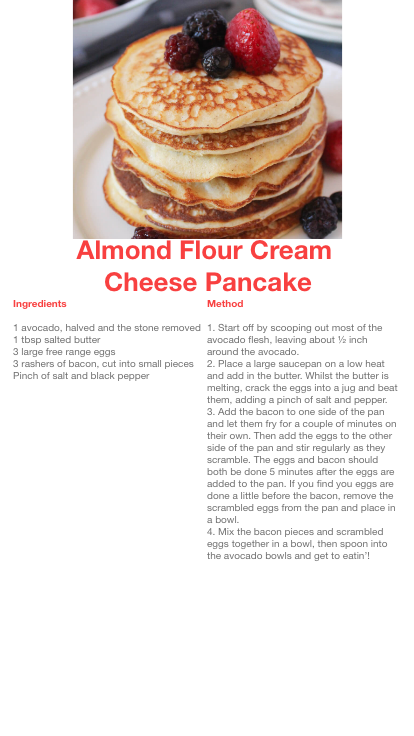 Almond Flour Cream
Cheese Pancake
Ingredients
1 avocado, halved and the stone removed
1 tbsp salted butter
3 large free range eggs
3 rashers of bacon, cut into small pieces
Pinch of salt and black pepper
Method
1. Start off by scooping out most of the
avocado flesh, leaving about ½ inch
around the avocado.
2. Place a large saucepan on a low heat
and add in the butter. Whilst the butter is
melting, crack the eggs into a jug and beat
them, adding a pinch of salt and pepper.
3. Add the bacon to one side of the pan
and let them fry for a couple of minutes on
their own. Then add the eggs to the other
side of the pan and stir regularly as they
scramble. The eggs and bacon should
both be done 5 minutes after the eggs are
added to the pan. If you find you eggs are
done a little before the bacon, remove the
scrambled eggs from the pan and place in
a bowl.
4. Mix the bacon pieces and scrambled
eggs together in a bowl, then spoon into
the avocado bowls and get to eatin'!